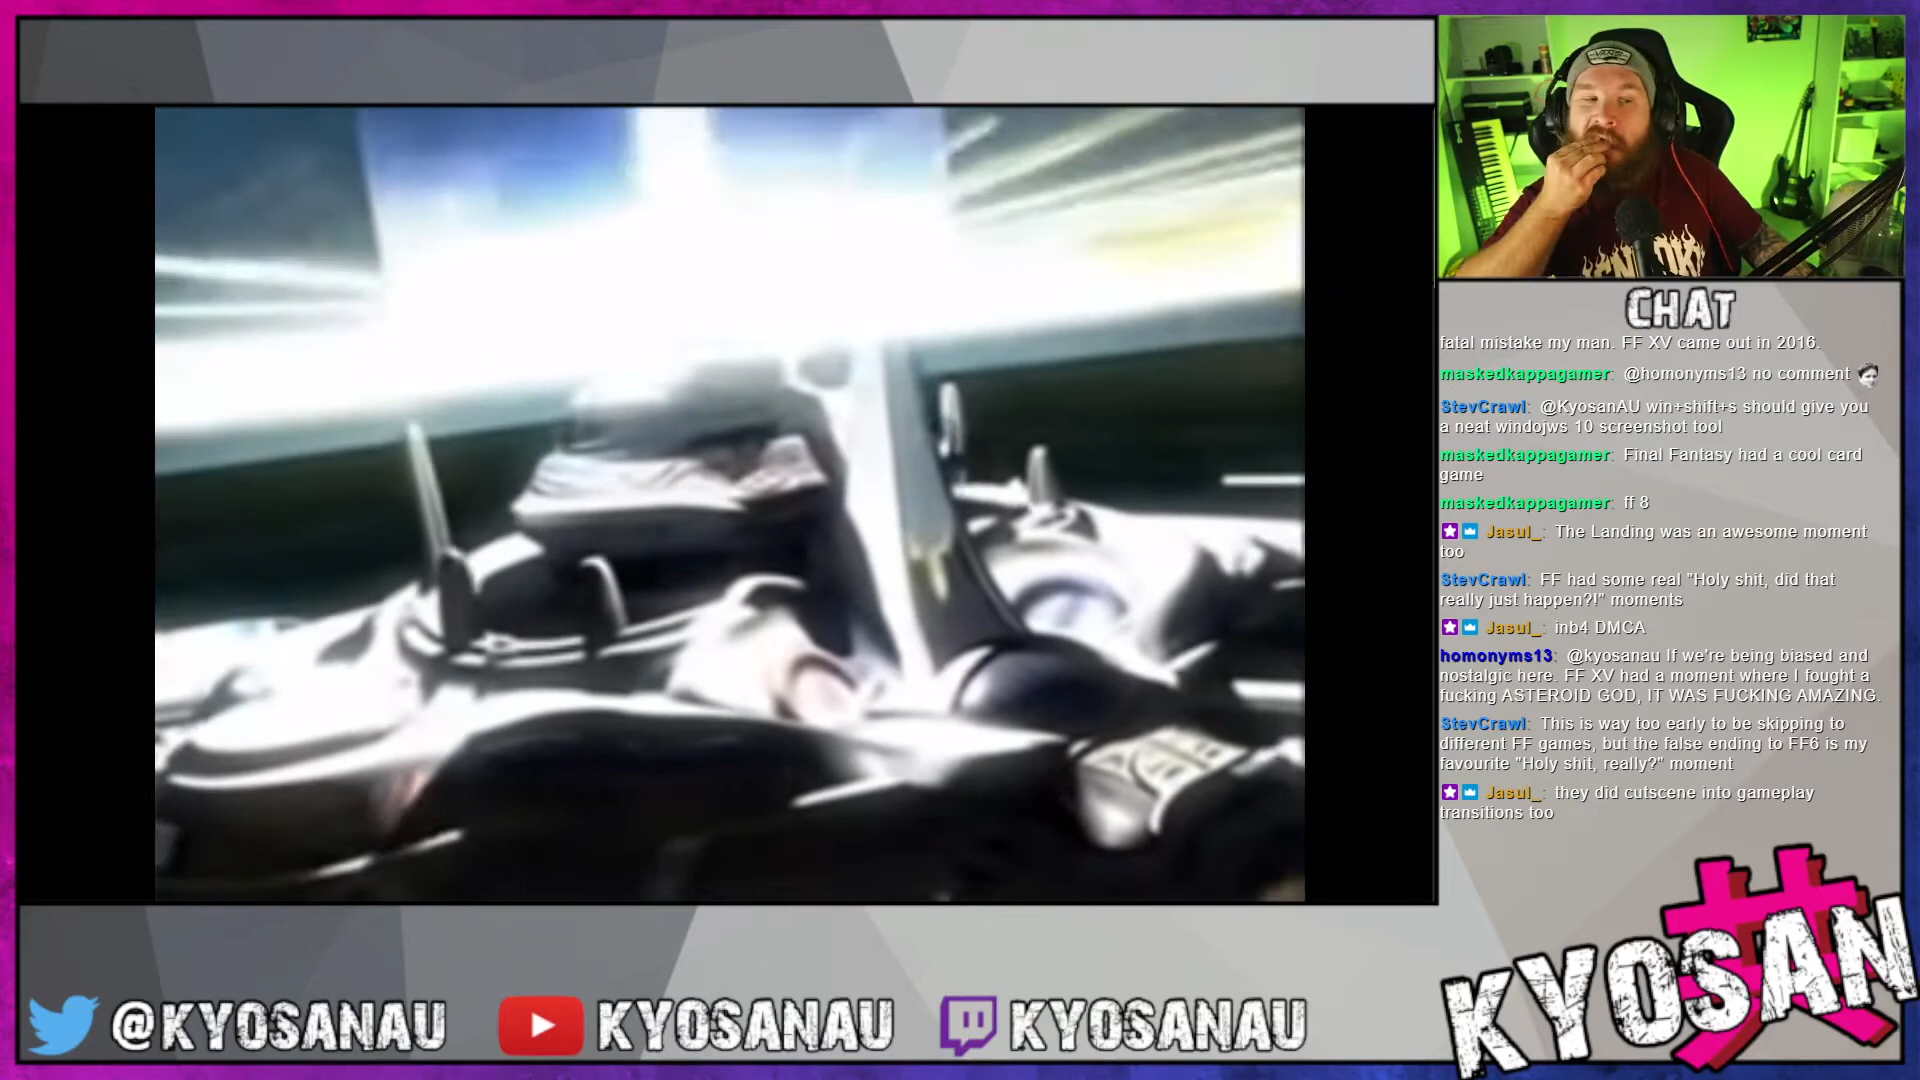 VANS
CHAT
fatal mistake my man. FF XV came out in 2016.
maskedkappagamer: @homonyms13 no comment
StevCrawl: @KyosanAU win+shift+s should give you
a neat windojws 10 screenshot tool
maskedkappagamer: Final Fantasy had a cool card
game
maskedkappagamer: ff 8
Jasul_: The Landing was an awesome moment
too
StevCrawl: FF had some real "Holy shit, did that
really just happen?!" moments
Jasul_: inb4 DMCA
homonyms13: @kyosanau If we're being biased and
nostalgic here. FF XV had a moment where I fought a
fucking ASTEROID GOD, IT WAS FUCKING AMAZING.
StevCrawl: This is way too early to be skipping to
different FF games, but the false ending to FF6 is my
favourite "Holy shit, really?" moment
Jasul_: they did cutscene into gameplay
transitions too
@KYOSANAU
KYOSANAU
KYOSANAU
KYOSAN